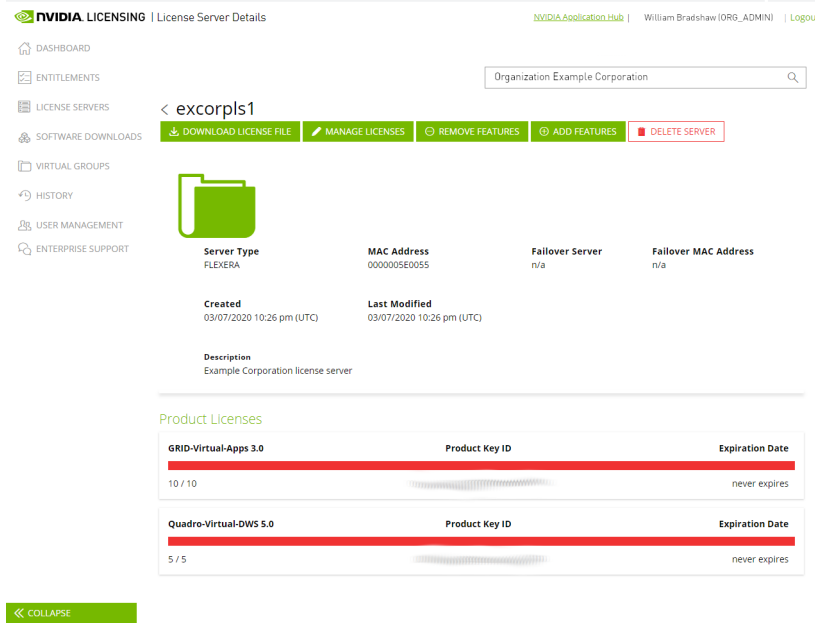 NVIDIA. LICENSING | License Server Details
NVIDIA Application Hub | William Bradshaw (ORG_ADMIN) | Logou
DASHBOARD
ENTITLEMENTS
LICENSE SERVERS
SOFTWARE DOWNLOADS
VIRTUAL GROUPS
HISTORY
USER MANAGEMENT
ENTERPRISE SUPPORT
Organization Example Corporation
< excorpls1
DOWNLOAD LICENSE FILE MANAGE LICENSES REMOVE FEATURES ADD FEATURES DELETE SERVER
Server Type MAC Address Failover Server Failover MAC Address
FLEXERA 0000005E0055 n/a n/a
Created Last Modified
03/07/2020 10:26 pm (UTC) 03/07/2020 10:26 pm (UTC)
Description
Example Corporation license server
Product Licenses
GRID-Virtual-Apps 3.0 Product Key ID Expiration Date
10 / 10 never expires
Quadro-Virtual-DWS 5.0 Product Key ID Expiration Date
5 / 5 never expires
COLLAPSE